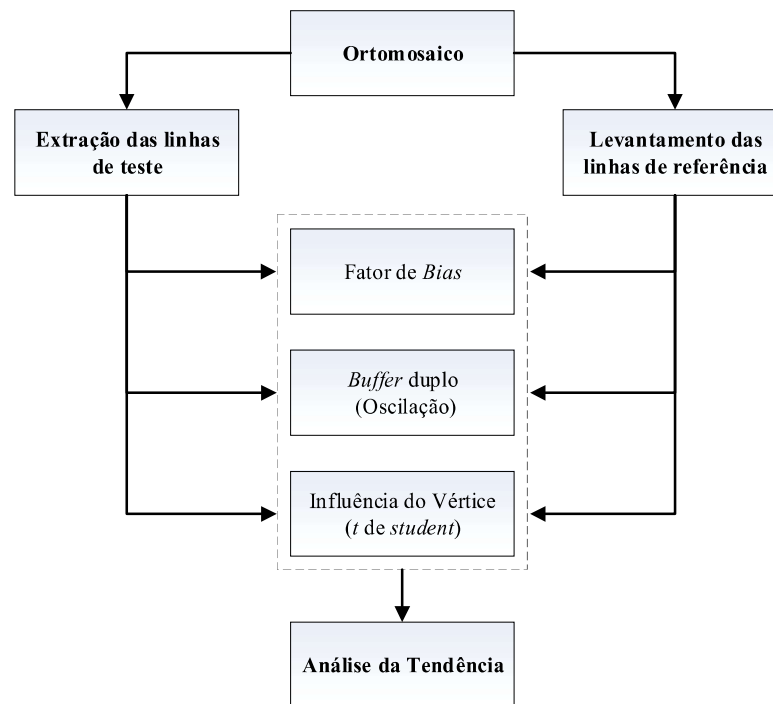 Ortomosaico
Extração das linhas
de teste
Levantamento das
linhas de referência
Fator de Bias
Buffer duplo
(Oscilação)
Influência do Vértice
(t de student)
Análise da Tendência